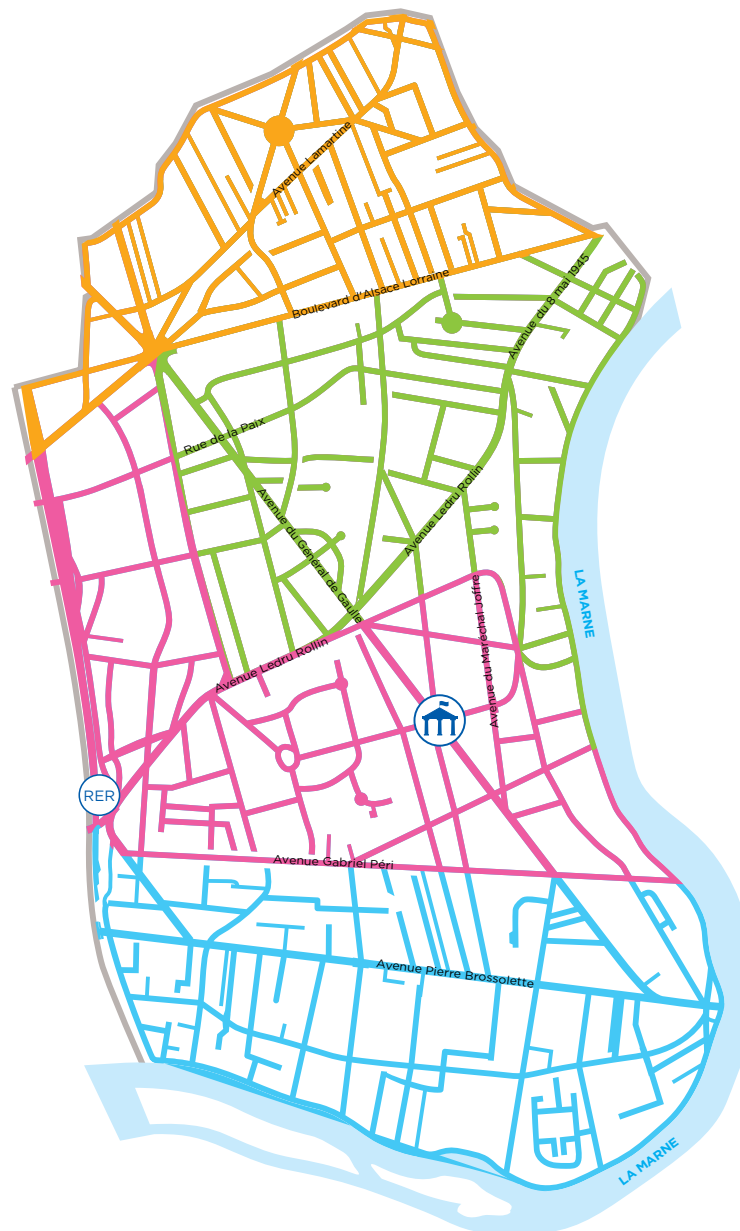 Avenue Lamartine
Boulevard d'Alsace Lorraine
Avenue du 8 mai 1945
Rue de la Paix
Avenue du Général de Gaulle
Avenue Ledru Rollin
LA MARNE
Avenue du Maréchal Joffre
Avenue Ledru Rollin
RER
Avenue Gabriel Péri
Avenue Pierre Brossolette
LA MARNE